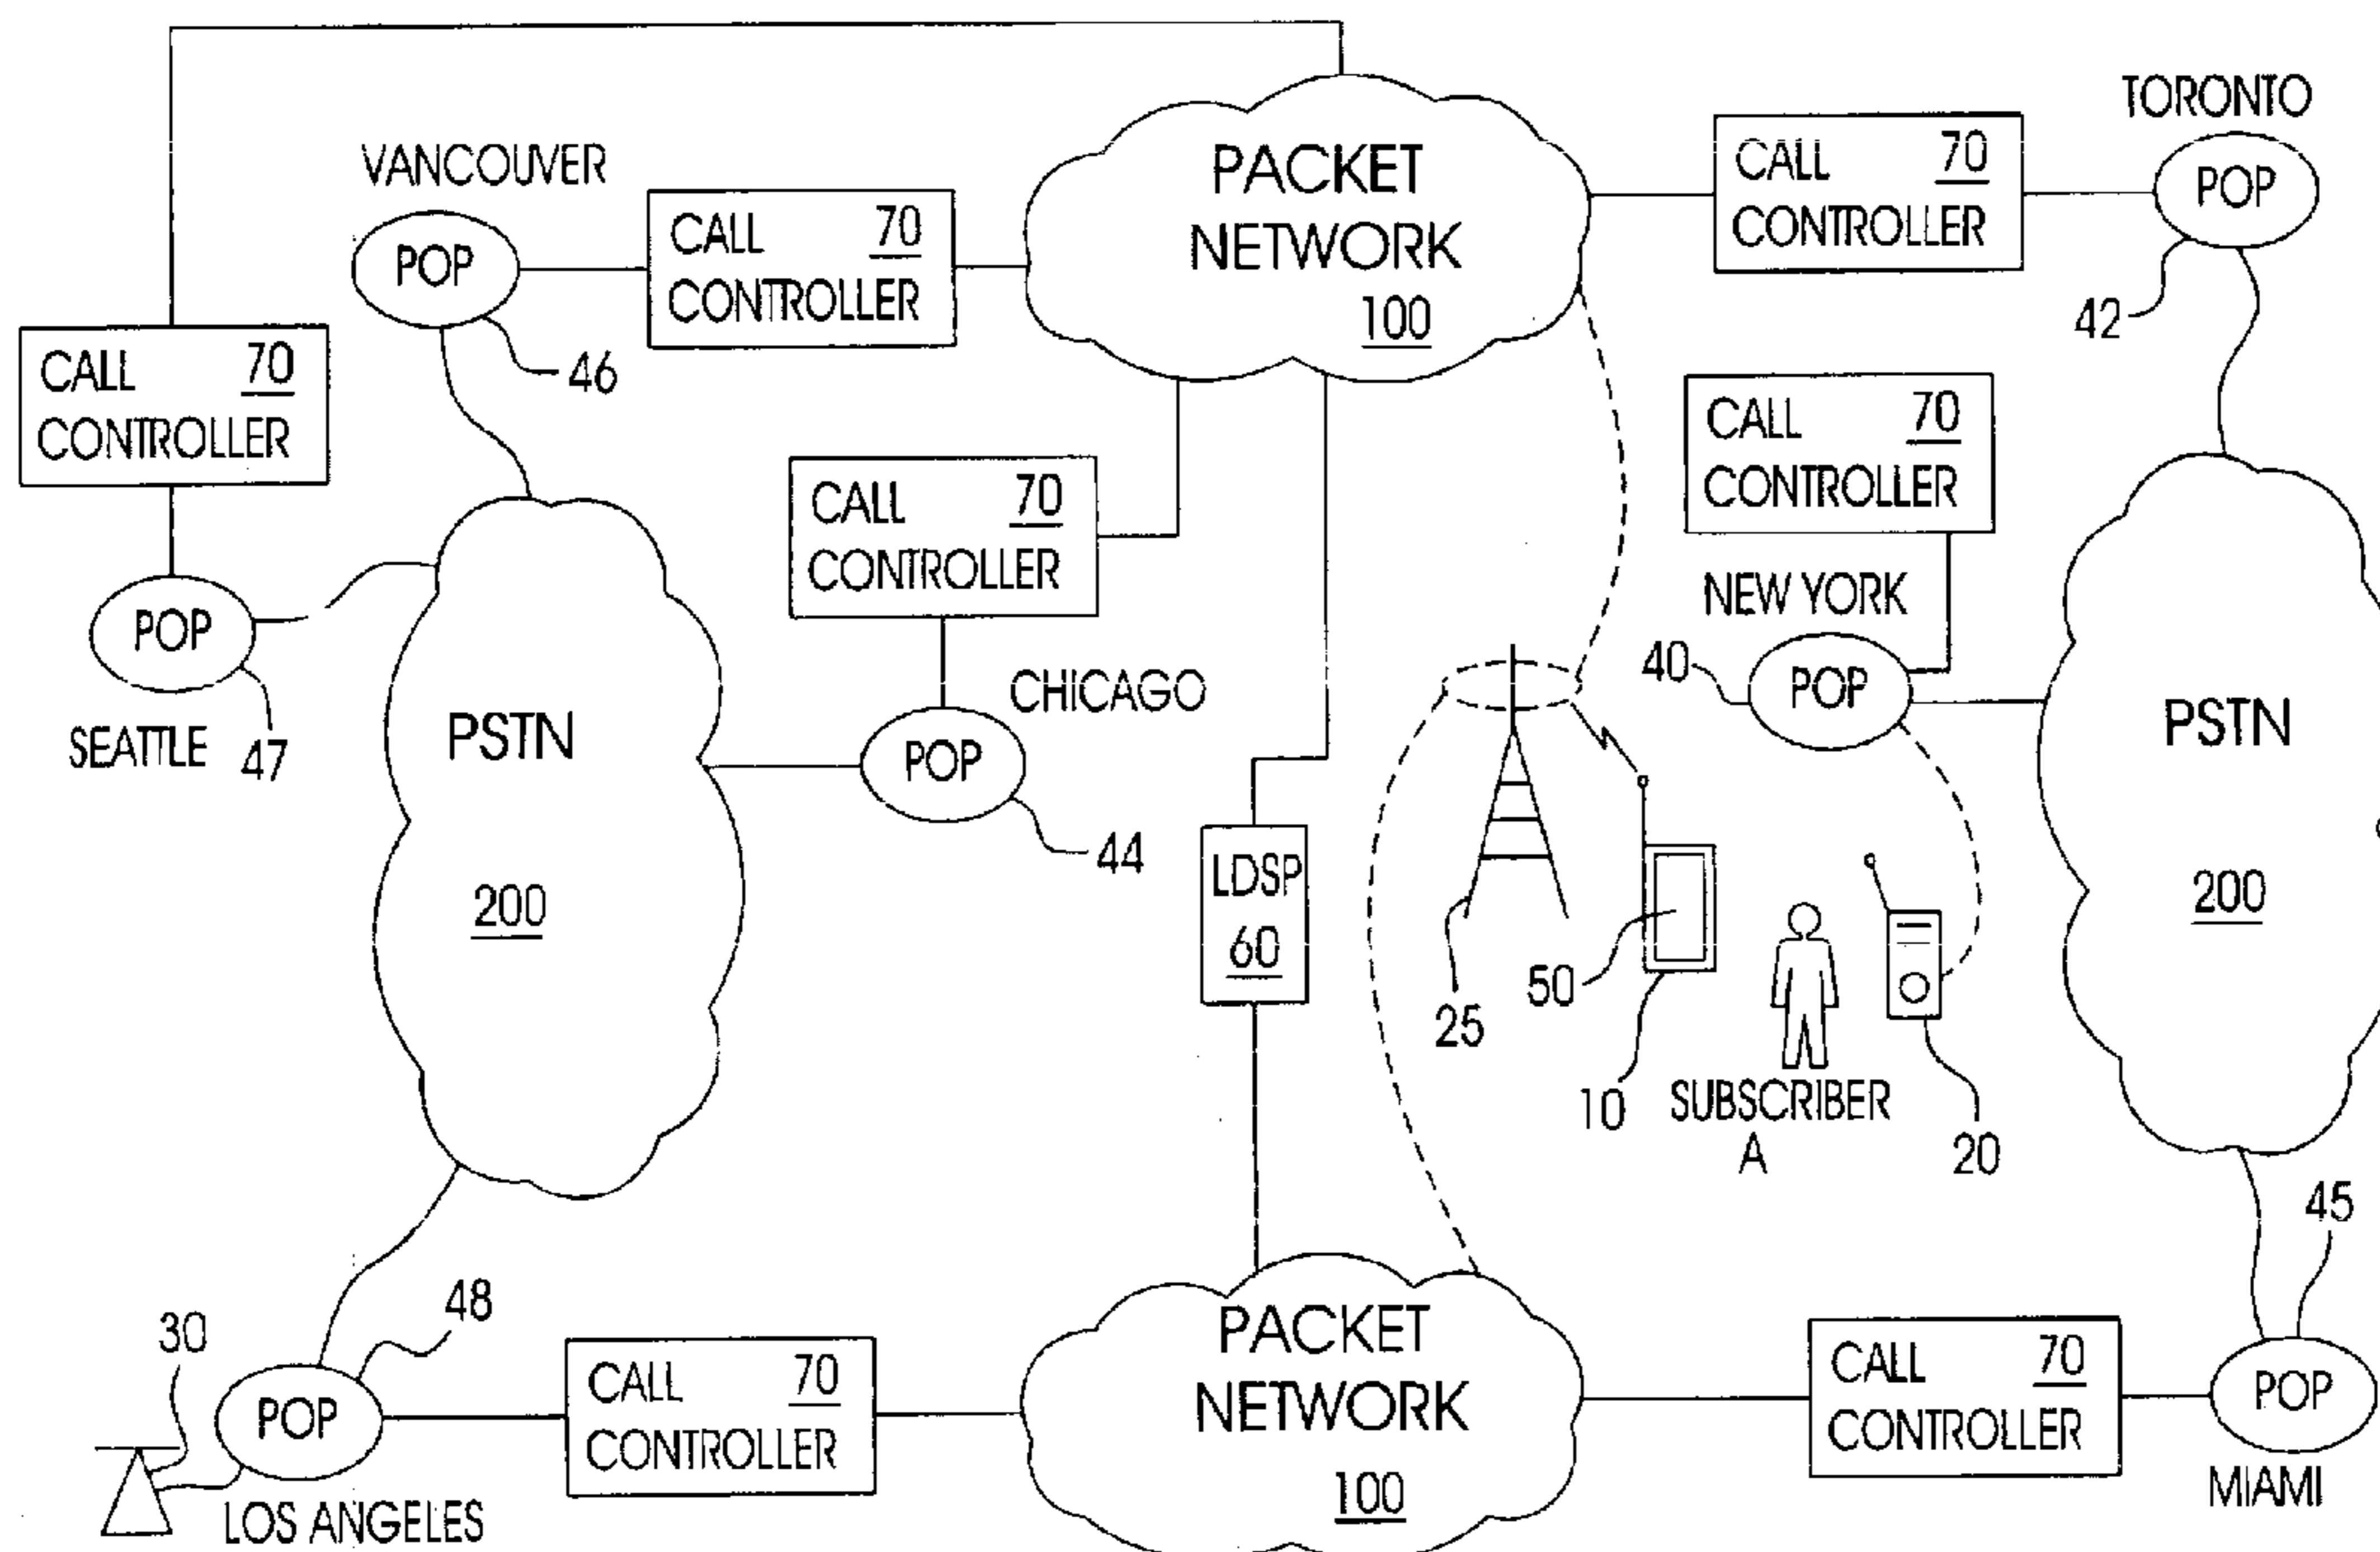 TORONTO
VANCOUVER
PACKET
NETWORK
100
CALL 70
CONTROLLER
POP
42
POP
CALL 70
CONTROLLER
46
CALL 70
CONTROLLER
CALL 70
CONTROLLER
CALL 70
CONTROLLER
NEW YORK
POP
SEATTLE 47
PSTN
200
CHICAGO
POP
44
40
POP
PSTN
200
LDSP
60
25
50
10
SUBSCRIBER
A
20
45
30
48
POP
LOS ANGELES
CALL 70
CONTROLLER
PACKET
NETWORK
100
CALL 70
CONTROLLER
POP
MIAMI